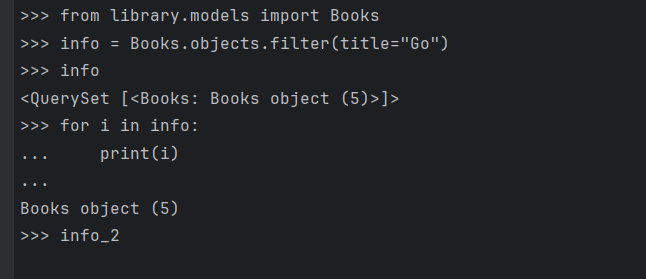 >>> from library.models import Books
>>> info = Books.objects.filter(title="Go")
>>> info
<QuerySet [<Books: Books object (5)>]>
>>> for i in info:
...     print(i)
...
Books object (5)
>>> info_2